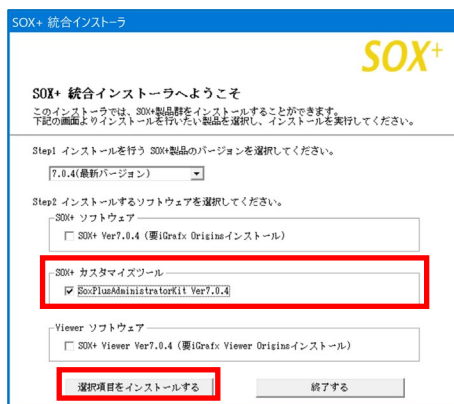 SOX+ 統合インストーラ
SOX+
SOX+ 統合インストーラへようこそ
このインストーラでは、SOX+製品群をインストールすることができます。
下記の画面よりインストールを行いたい製品を選択し、インストールを実行してください。
Step1 インストールを行う SOX+製品のバージョンを選択してください。
7.0.4(最新バージョン)
Step2 インストールするソフトウェアを選択してください。
SOX+ ソフトウェア
SOX+ Ver7.0.4 (要iGrafx Originsインストール)
SOX+ カスタマイズツール
SoxPlusAdministratorKit Ver7.0.4
Viewer ソフトウェア
SOX+ Viewer Ver7.0.4 (要iGrafx Viewer Originsインストール)
選択項目をインストールする
終了する